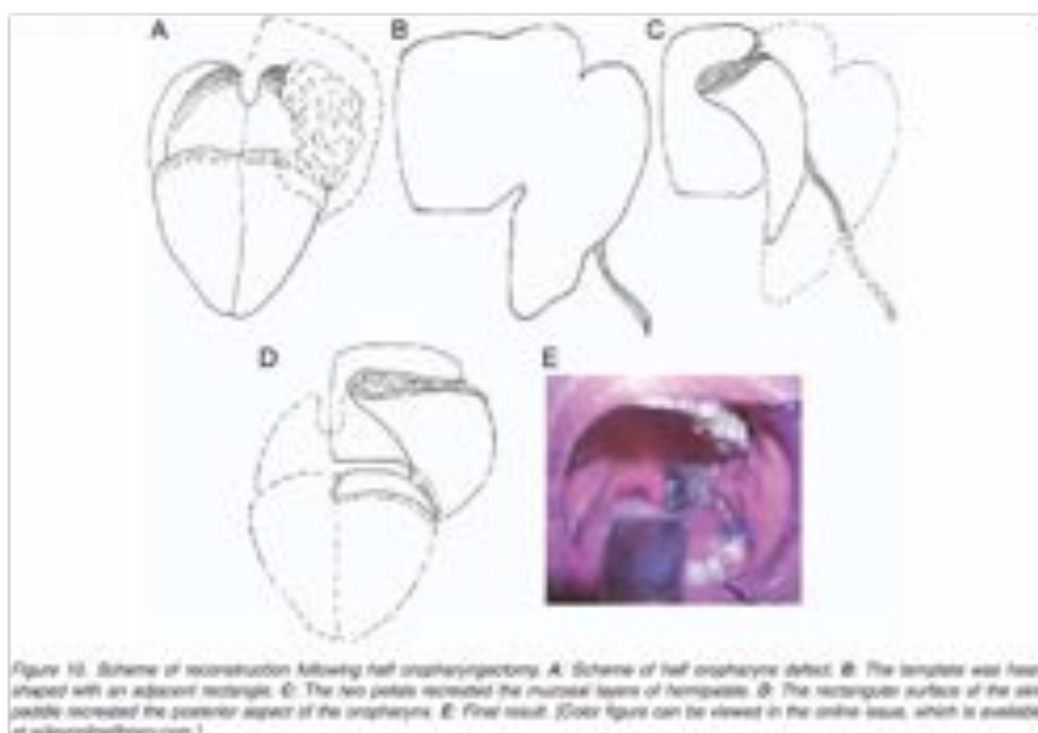 A
B
C
D
E
Figure 10. Scheme of reconstruction following half oropharyngectomy. A: Scheme of half oropharynx defect. B: The template was heart
shaped with an adjacent rectangle. C: The two petals recreated the mucosal layers of hemipalate. D: The rectangular surface of the skin
paddle recreated the posterior aspect of the oropharynx. E: Final result. [Color figure can be viewed in the online issue, which is available
at wileyonlinelibrary.com.]